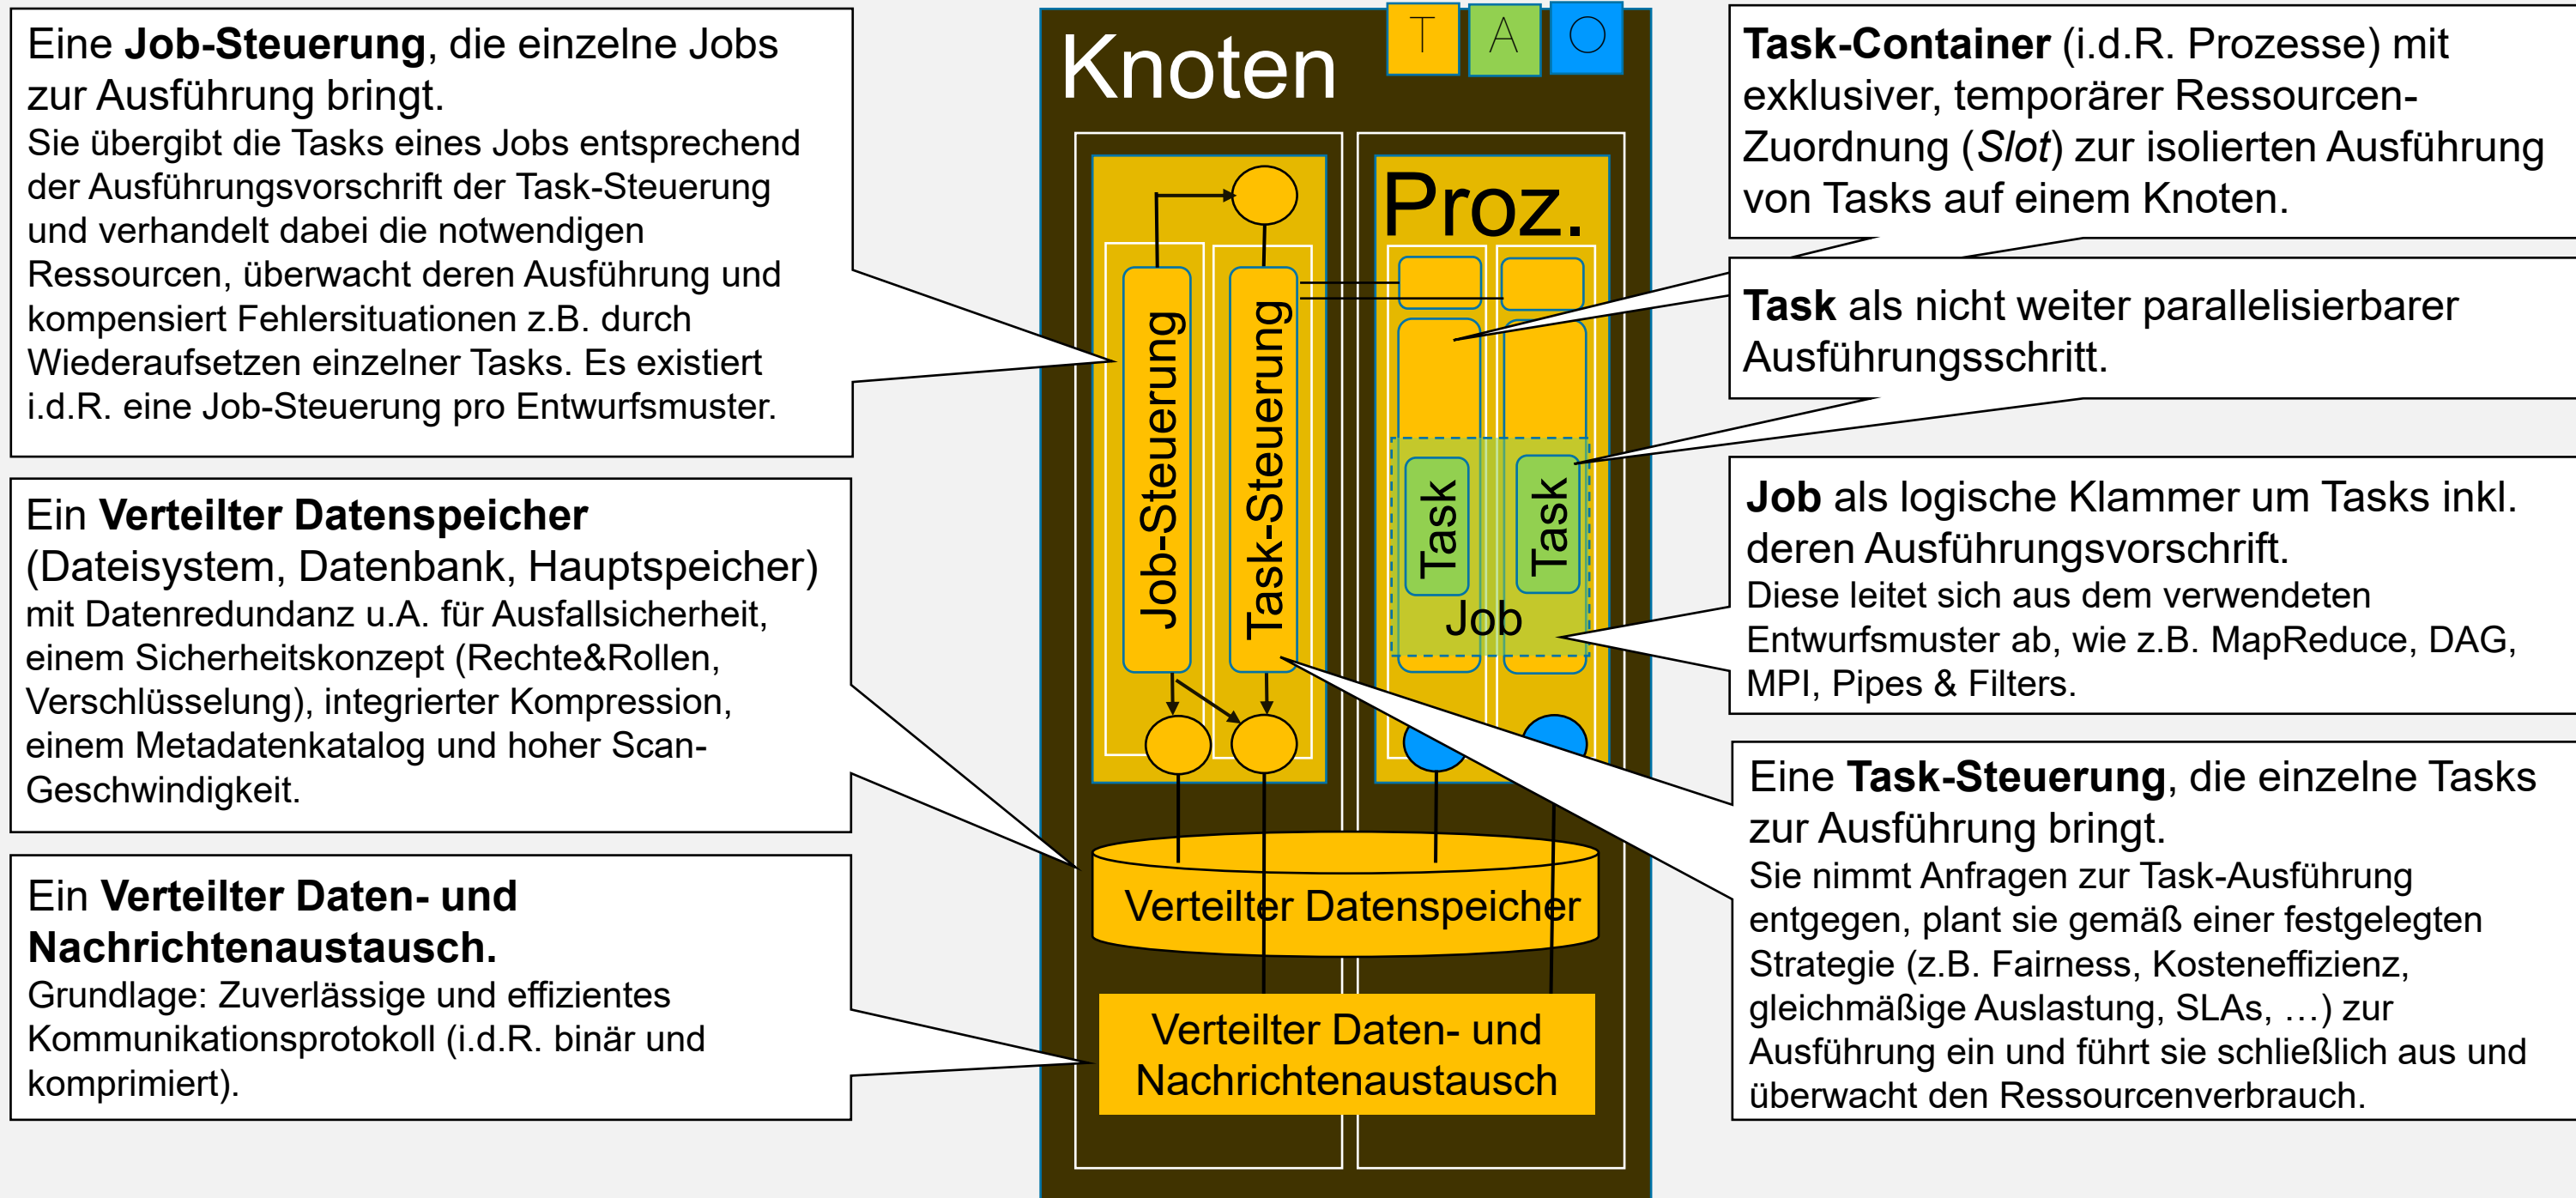 Eine Job-Steuerung, die einzelne Jobs
zur Ausführung bringt.
Sie übergibt die Tasks eines Jobs entsprechend
der Ausführungsvorschrift der Task-Steuerung
und verhandelt dabei die notwendigen
Ressourcen, überwacht deren Ausführung und
kompensiert Fehlersituationen z.B. durch
Wiederaufsetzen einzelner Tasks. Es existiert
i.d.R. eine Job-Steuerung pro Entwurfsmuster.
Ein Verteilter Datenspeicher
(Dateisystem, Datenbank, Hauptspeicher)
mit Datenredundanz u.A. für Ausfallsicherheit,
einem Sicherheitskonzept (Rechte&Rollen,
Verschlüsselung), integrierter Kompression,
einem Metadatenkatalog und hoher Scan-
Geschwindigkeit.
Ein Verteilter Daten- und
Nachrichtenaustausch.
Grundlage: Zuverlässige und effizientes
Kommunikationsprotokoll (i.d.R. binär und
komprimiert).
Knoten
T A O
Proz.
Job-Steuerung
Task-Steuerung
Task
Task
Job
Verteilter Datenspeicher
Verteilter Daten- und
Nachrichtenaustausch
Task-Container (i.d.R. Prozesse) mit
exklusiver, temporärer Ressourcen-
Zuordnung (Slot) zur isolierten Ausführung
von Tasks auf einem Knoten.
Task als nicht weiter parallelisierbarer
Ausführungsschritt.
Job als logische Klammer um Tasks inkl.
deren Ausführungsvorschrift.
Diese leitet sich aus dem verwendeten
Entwurfsmuster ab, wie z.B. MapReduce, DAG,
MPI, Pipes & Filters.
Eine Task-Steuerung, die einzelne Tasks
zur Ausführung bringt.
Sie nimmt Anfragen zur Task-Ausführung
entgegen, plant sie gemäß einer festgelegten
Strategie (z.B. Fairness, Kosteneffizienz,
gleichmäßige Auslastung, SLAs, …) zur
Ausführung ein und führt sie schließlich aus und
überwacht den Ressourcenverbrauch.